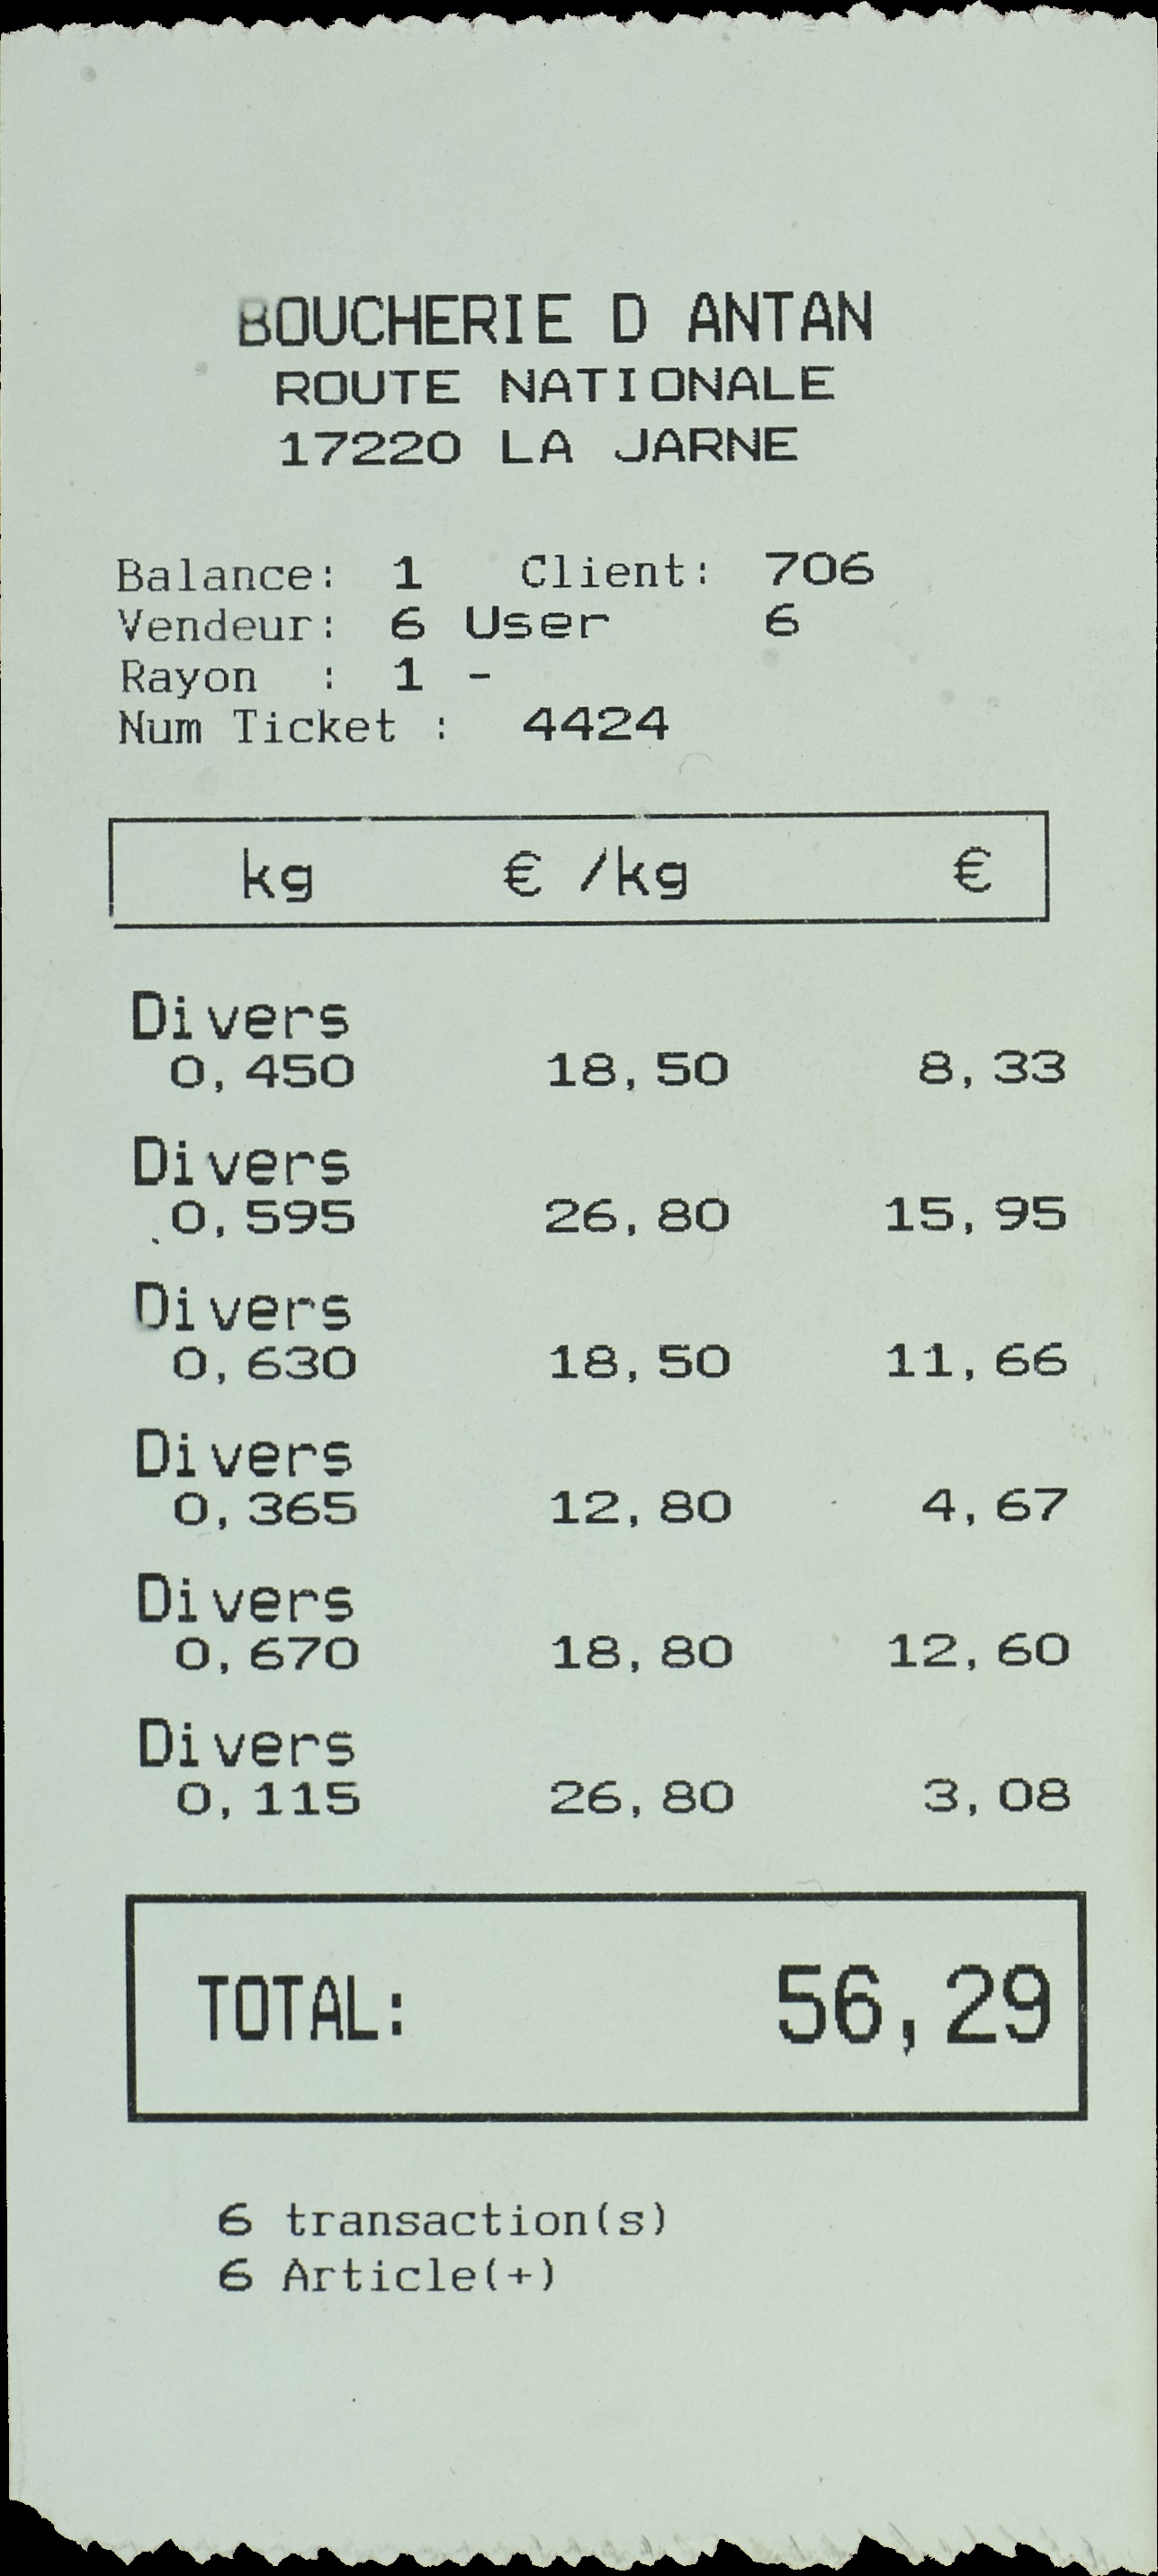 BOUCHERIE D ANTAN
ROUTE NATIONALE
17220 LA JARNE
Balance: 1 Client: 706
Vendeur: 6 User 6
Rayon : 1 -
Num Ticket : 4424
kg € /kg €
Divers
0,450 18,50 8,33
Divers
0,595 26,80 15,95
Divers
0,630 18,50 11,66
Divers
0,365 12,80 4,67
Divers
0,670 18,80 12,60
Divers
0,115 26,80 3,08
TOTAL: 56,29
6 transaction(s)
6 Article(+)